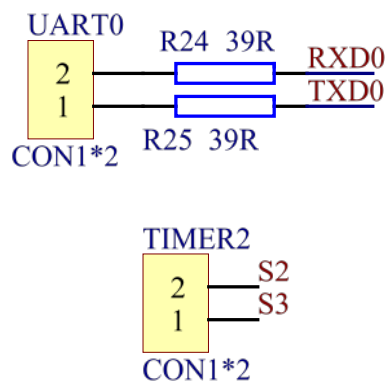 UART0
R24 39R
RXD0
2
TXD0
1
R25 39R
CON1*2
TIMER2
S2
2
S3
1
CON1*2